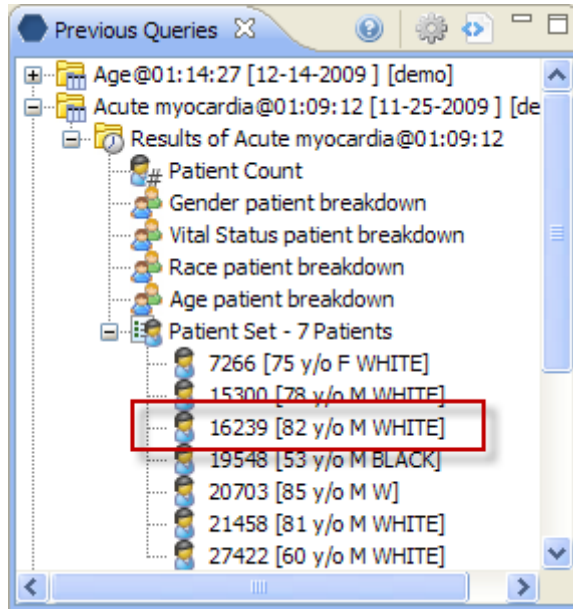 Previous Queries
Age@01:14:27 [12-14-2009 ] [demo]
Acute myocardia@01:09:12 [11-25-2009 ] [de
Results of Acute myocardia@01:09:12
# Patient Count
Gender patient breakdown
Vital Status patient breakdown
Race patient breakdown
Age patient breakdown
Patient Set - 7 Patients
7266 [75 y/o F WHITE]
15300 [78 y/o M WHITE]
16239 [82 y/o M WHITE]
19548 [53 y/o M BLACK]
20703 [85 y/o M W]
21458 [81 y/o M WHITE]
27422 [60 y/o M WHITE]